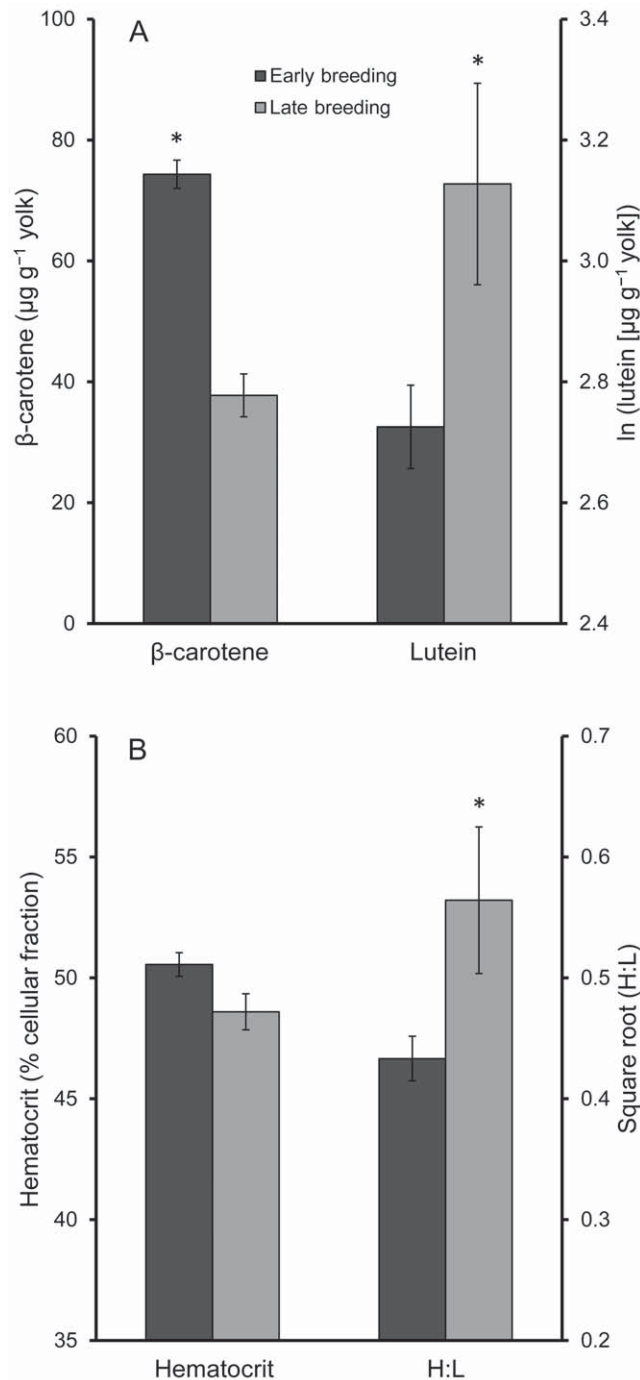 A
Early breeding
Late breeding
*
*
β-carotene (µg g⁻¹ yolk)
100
80
60
40
20
0
ln (lutein [µg g⁻¹ yolk])
3.4
3.2
3.0
2.8
2.6
2.4
β-carotene
Lutein
B
*
Hematocrit (% cellular fraction)
60
55
50
45
40
35
Square root (H:L)
0.7
0.6
0.5
0.4
0.3
0.2
Hematocrit
H:L